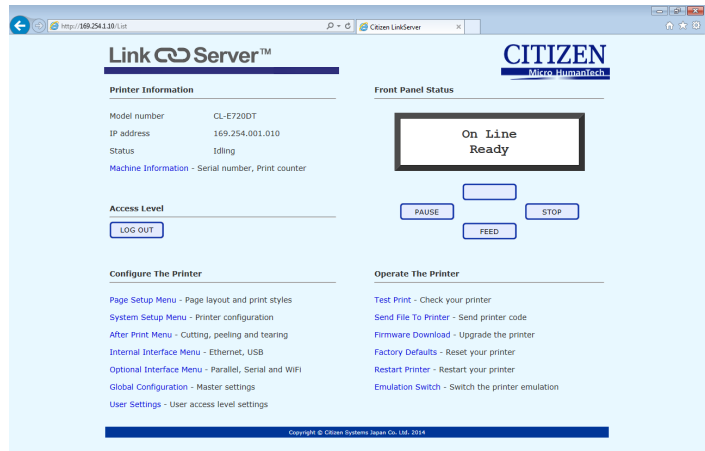 http://169.254.1.10/List
Citizen LinkServer
Link Server™
CITIZEN
Micro HumanTech
Printer Information
Model number CL-E720DT
IP address 169.254.001.010
Status Idling
Machine Information - Serial number, Print counter
Access Level
LOG OUT
Front Panel Status
On Line
Ready
PAUSE STOP
FEED
Configure The Printer
Page Setup Menu - Page layout and print styles
System Setup Menu - Printer configuration
After Print Menu - Cutting, peeling and tearing
Internal Interface Menu - Ethernet, USB
Optional Interface Menu - Parallel, Serial and WiFi
Global Configuration - Master settings
User Settings - User access level settings
Operate The Printer
Test Print - Check your printer
Send File To Printer - Send printer code
Firmware Download - Upgrade the printer
Factory Defaults - Reset your printer
Restart Printer - Restart your printer
Emulation Switch - Switch the printer emulation
Copyright © Citizen Systems Japan Co. Ltd. 2014